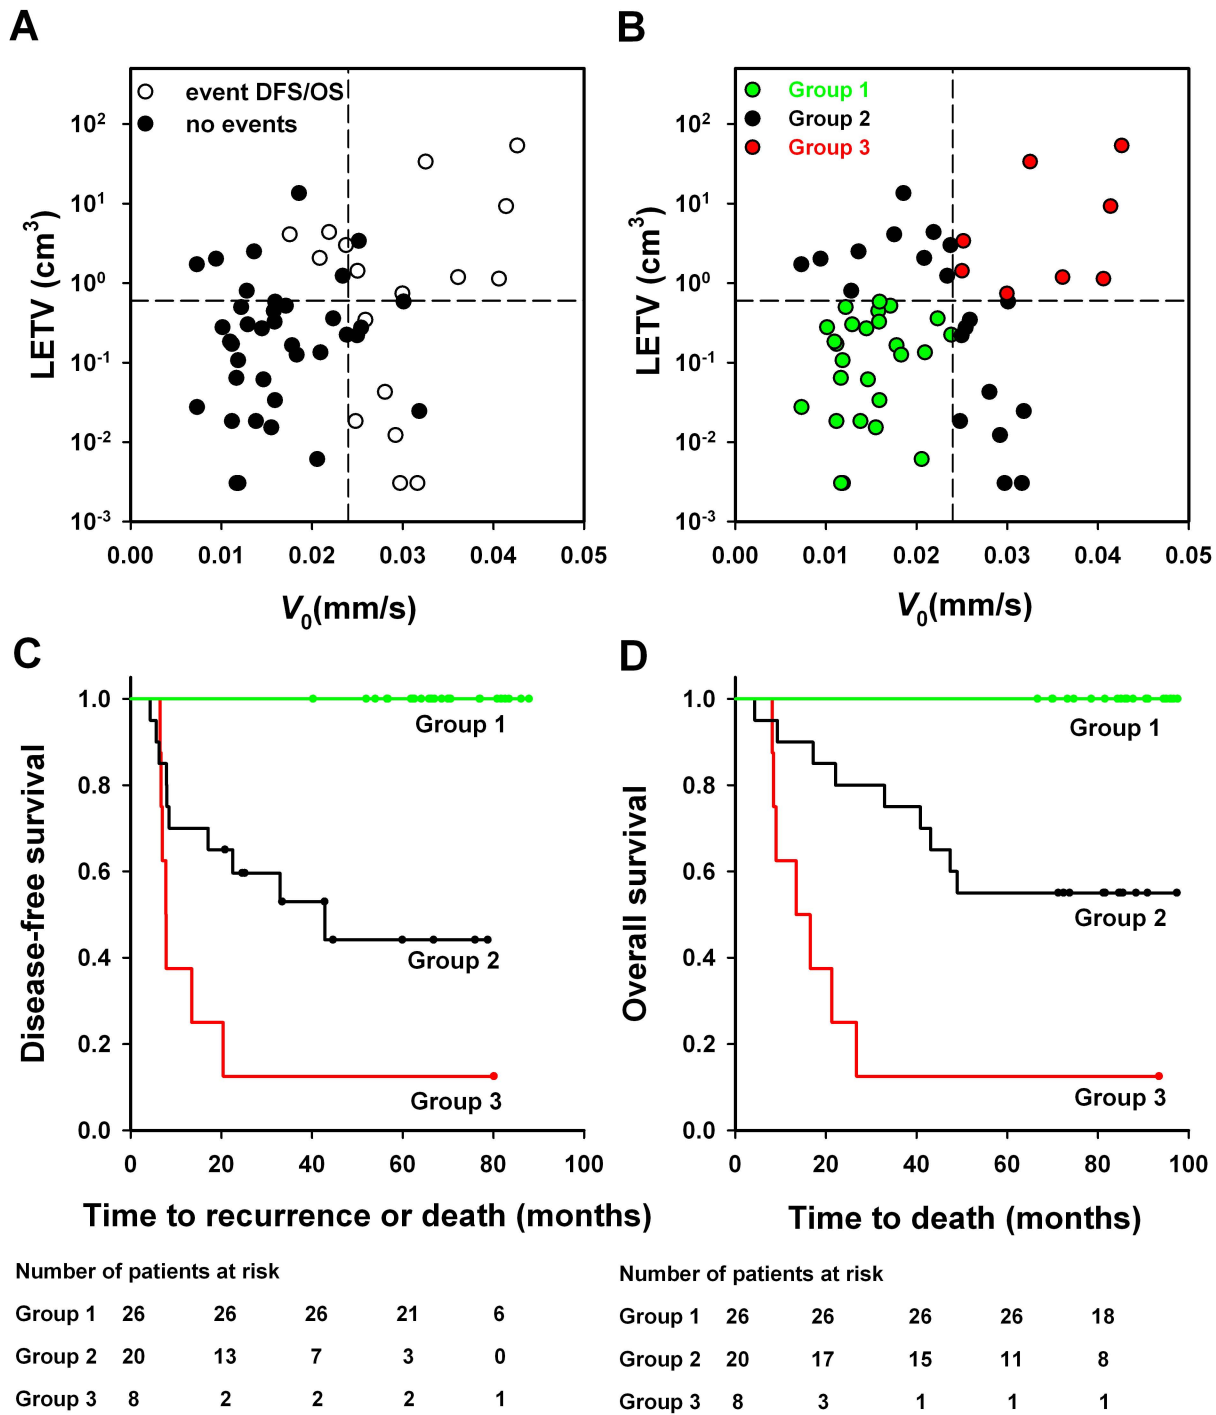 A
event DFS/OS
no events
10²
10¹
10⁰
10⁻¹
10⁻²
10⁻³
LETV (cm³)
0.00 0.01 0.02 0.03 0.04 0.05
V₀(mm/s)
B
Group 1
Group 2
Group 3
10²
10¹
10⁰
10⁻¹
10⁻²
10⁻³
LETV (cm³)
0.00 0.01 0.02 0.03 0.04 0.05
V₀(mm/s)
C
1.0
0.8
0.6
0.4
0.2
0.0
Disease-free survival
Group 1
Group 2
Group 3
0 20 40 60 80 100
Time to recurrence or death (months)
D
1.0
0.8
0.6
0.4
0.2
0.0
Overall survival
Group 1
Group 2
Group 3
0 20 40 60 80 100
Time to death (months)
Number of patients at risk
Group 1 26 26 26 21 6
Group 2 20 13 7 3 0
Group 3 8 2 2 2 1
Number of patients at risk
Group 1 26 26 26 26 18
Group 2 20 17 15 11 8
Group 3 8 3 1 1 1